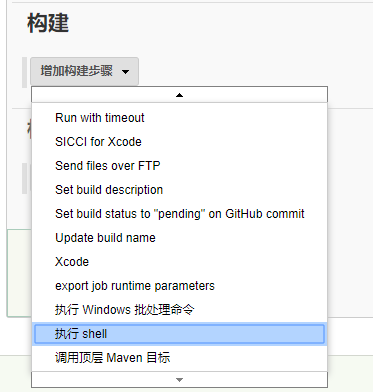 构建
增加构建步骤
Run with timeout
SICCI for Xcode
Send files over FTP
Set build description
Set build status to "pending" on GitHub commit
Update build name
Xcode
export job runtime parameters
执行 Windows 批处理命令
执行 shell
调用顶层 Maven 目标